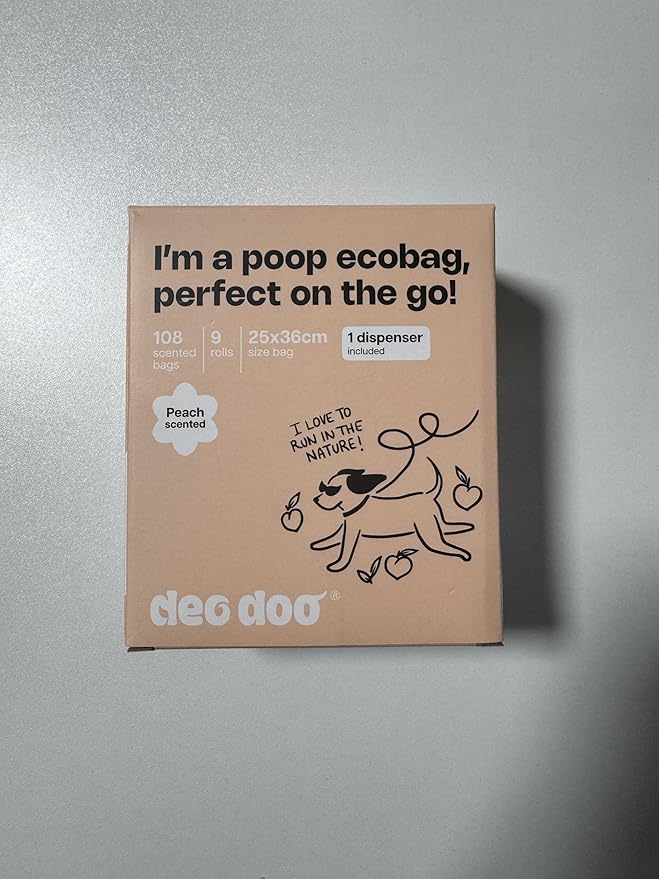 I'm a poop ecobag,
perfect on the go!
108
scented
bags
9
rolls
25x36cm
size bag
1 dispenser
included
Peach
scented
I LOVE TO
RUN IN THE
NATURE!
deo doo®